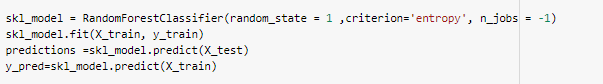 skl_model = RandomForestClassifier(random_state = 1 ,criterion='entropy', n_jobs = -1)
skl_model.fit(X_train, y_train)
predictions =skl_model.predict(X_test)
y_pred=skl_model.predict(X_train)